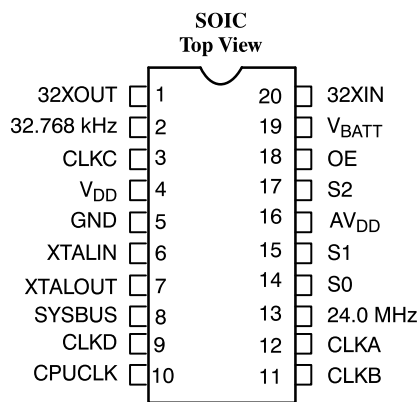 SOIC
Top View
32XOUT 1 20 32XIN
32.768 kHz 2 19 VBATT
CLKC 3 18 OE
VDD 4 17 S2
GND 5 16 AVDD
XTALIN 6 15 S1
XTALOUT 7 14 S0
SYSBUS 8 13 24.0 MHz
CLKD 9 12 CLKA
CPUCLK 10 11 CLKB